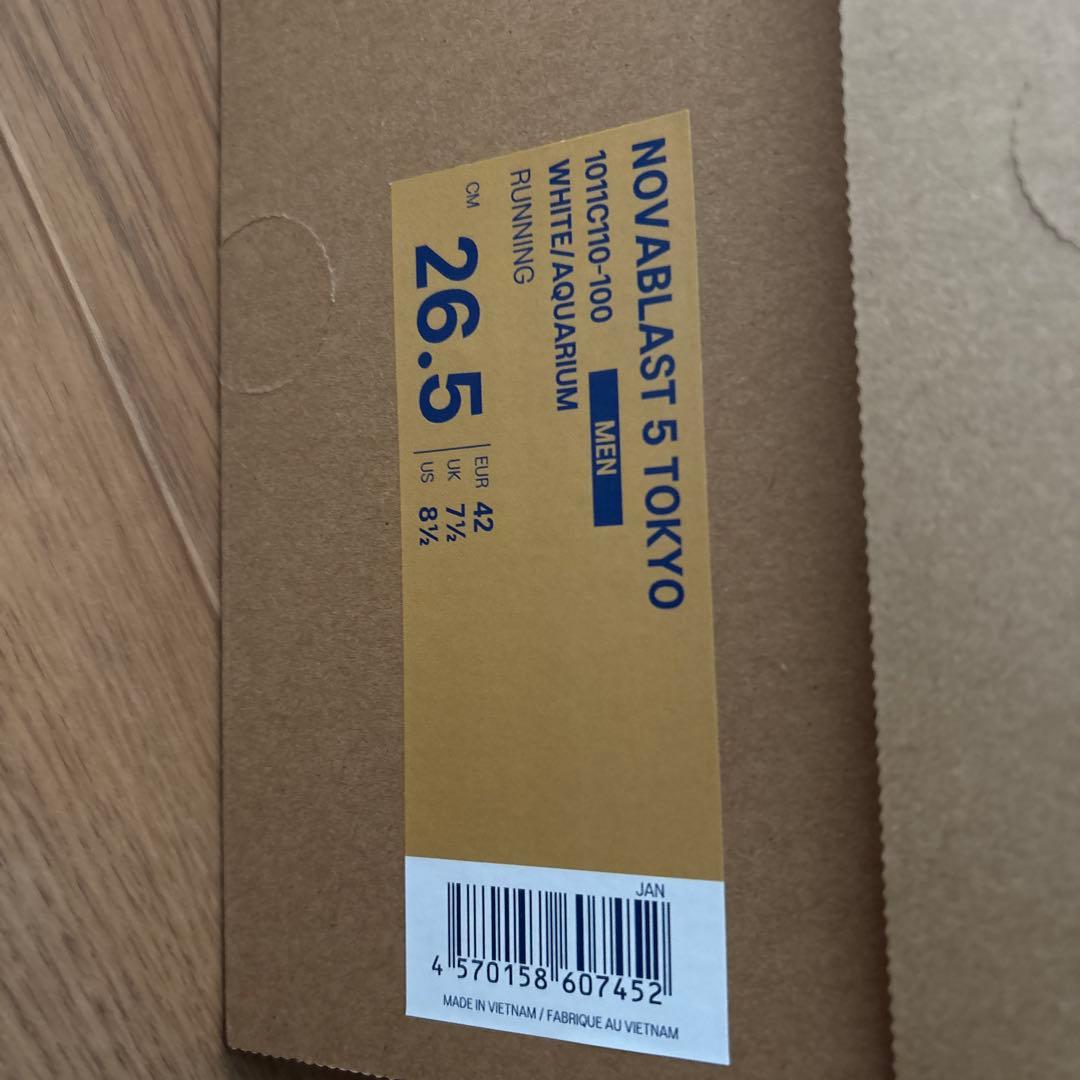 NOVABLAST 5 TOKYO
1011C110-100 MEN
WHITE/AQUARIUM
RUNNING
CM 26.5
EUR 42
UK 7½
US 8½
JAN
4 570158 607452
MADE IN VIETNAM / FABRIQUE AU VIETNAM